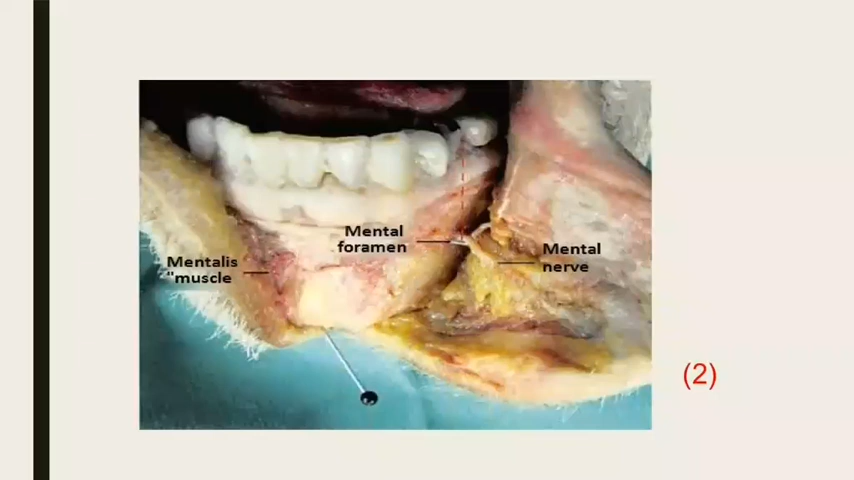 Mental
foramen
Mentalis
"muscle
Mental
nerve
(2)